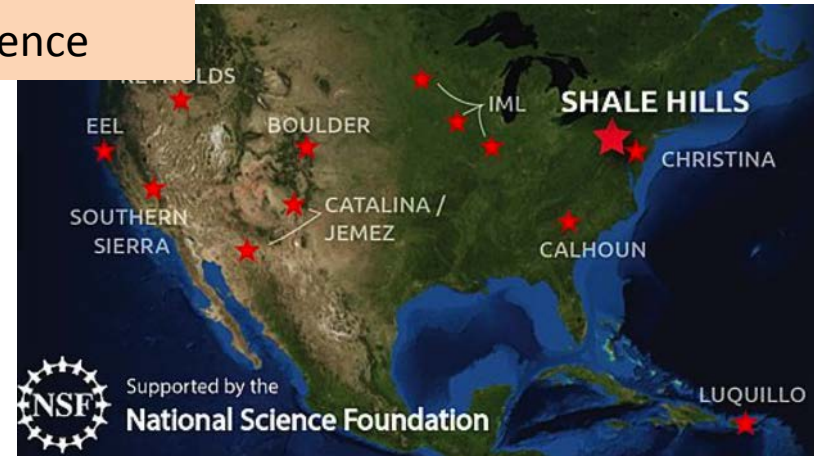 ence
REYNOLDS
EEL
BOULDER
IML
SHALE HILLS
CHRISTINA
SOUTHERN
SIERRA
CATALINA /
JEMEZ
CALHOUN
LUQUILLO
NSF
Supported by the
National Science Foundation